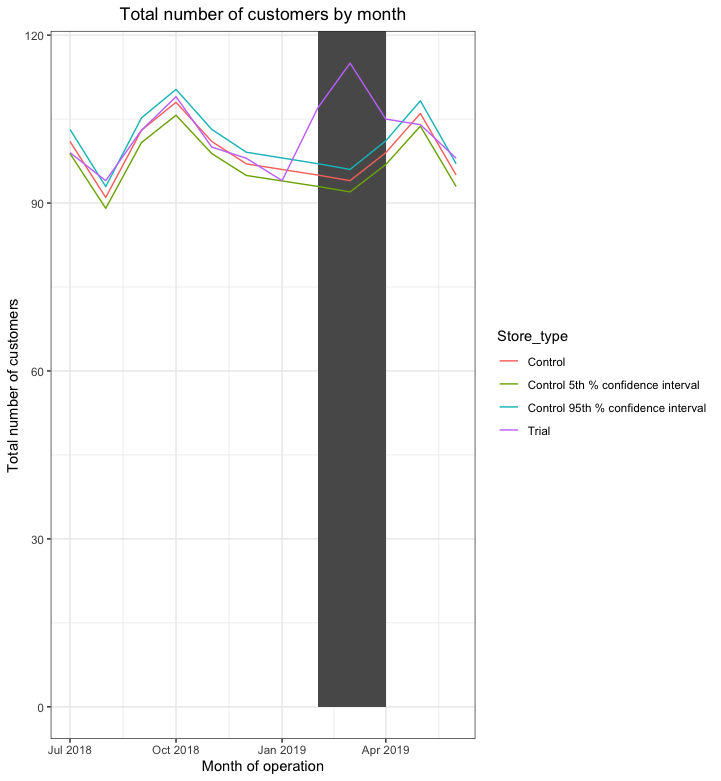 Total number of customers by month
120
90
60
30
0
Total number of customers
Jul 2018
Oct 2018
Jan 2019
Apr 2019
Month of operation
Store_type
Control
Control 5th % confidence interval
Control 95th % confidence interval
Trial